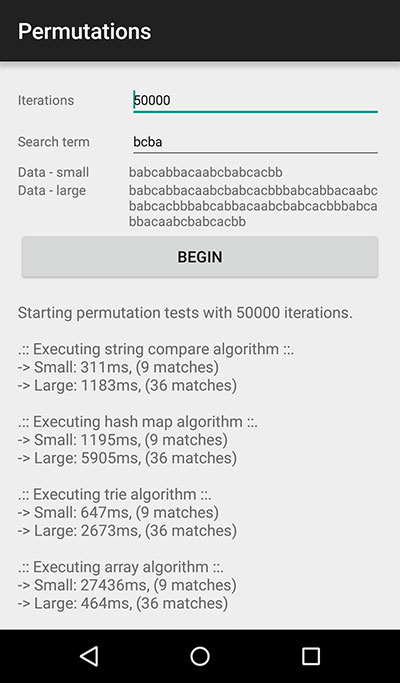 Permutations
Iterations 50000
Search term bcba
Data - small babcabbacaabcbabcacbb
Data - large babcabbacaabcbabcacbbbabcabbacaabc
babcacbbbabcabbacaabcbabcacbbbabca
bbacaabcbabcacbb
BEGIN
Starting permutation tests with 50000 iterations.
.:: Executing string compare algorithm ::.
-> Small: 311ms, (9 matches)
-> Large: 1183ms, (36 matches)
.:: Executing hash map algorithm ::.
-> Small: 1195ms, (9 matches)
-> Large: 5905ms, (36 matches)
.:: Executing trie algorithm ::.
-> Small: 647ms, (9 matches)
-> Large: 2673ms, (36 matches)
.:: Executing array algorithm ::.
-> Small: 27436ms, (9 matches)
-> Large: 464ms, (36 matches)